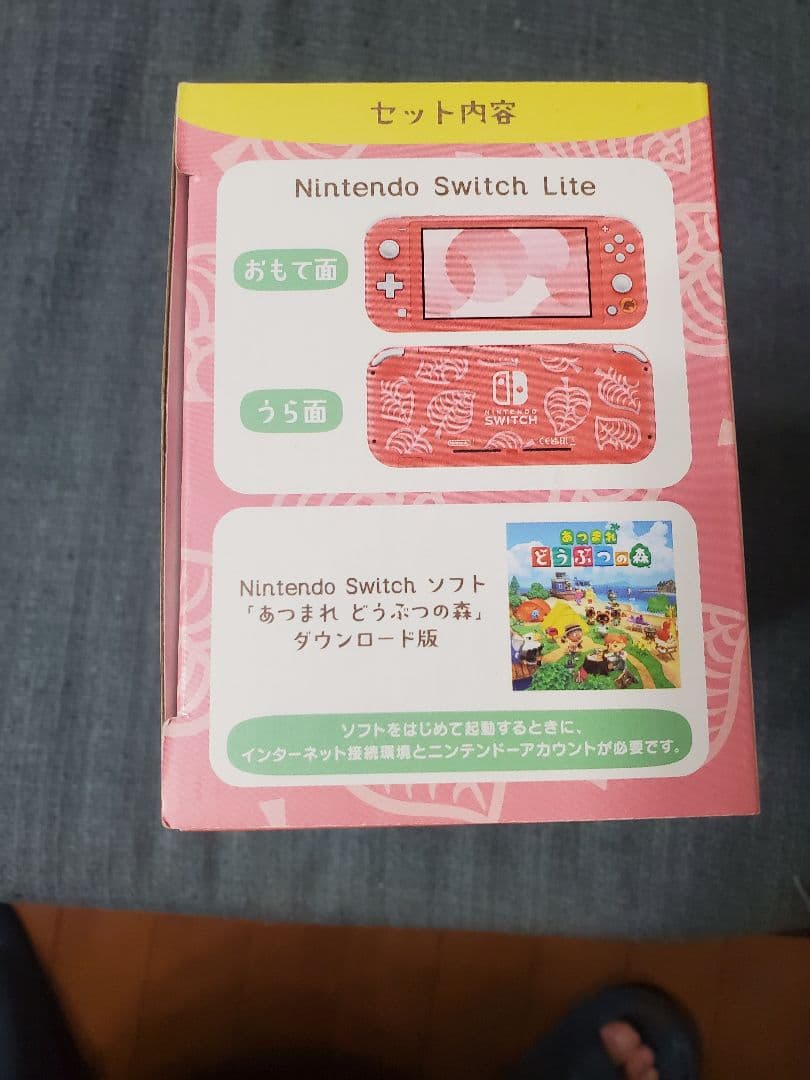 セット内容
Nintendo Switch Lite
おもて面
うら面
NINTENDO
SWITCH
Nintendo Switch ソフト
「あつまれ どうぶつの森」
ダウンロード版
あつまれ
どうぶつの森
ソフトをはじめて起動するときに、
インターネット接続環境とニンテンドーアカウントが必要です。